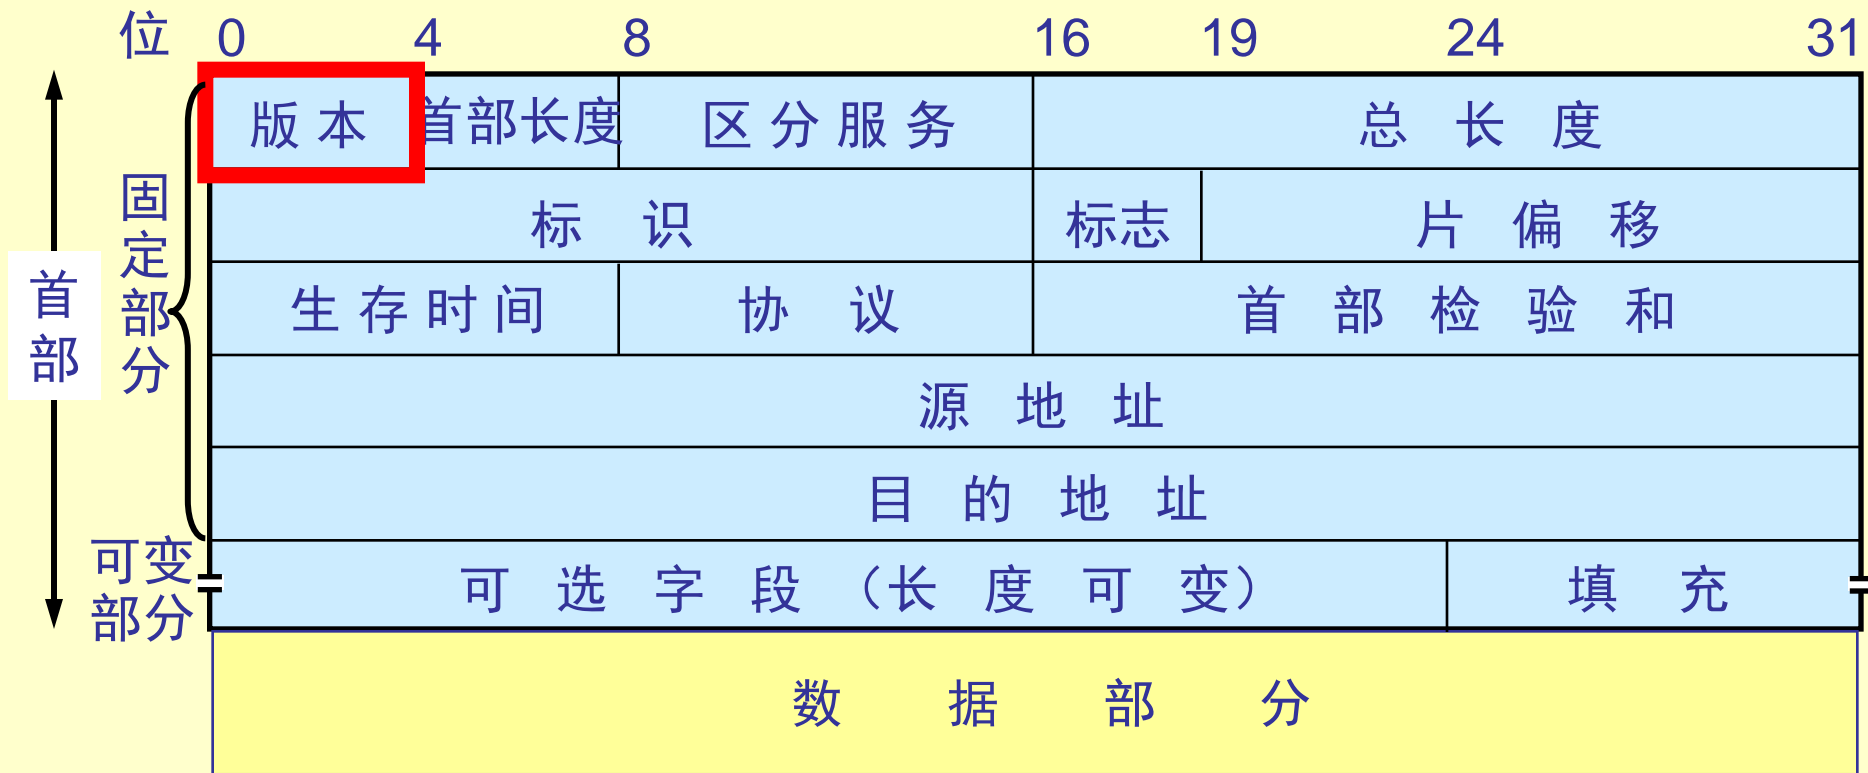 位 0 4 8 16 19 24 31
版本 首部长度 区分服务 总长度
标识 标志 片偏移
生存时间 协议 首部检验和
源地址
目的地址
可选字段（长度可变） 填充
数据部分
首部
固定部分
可变部分